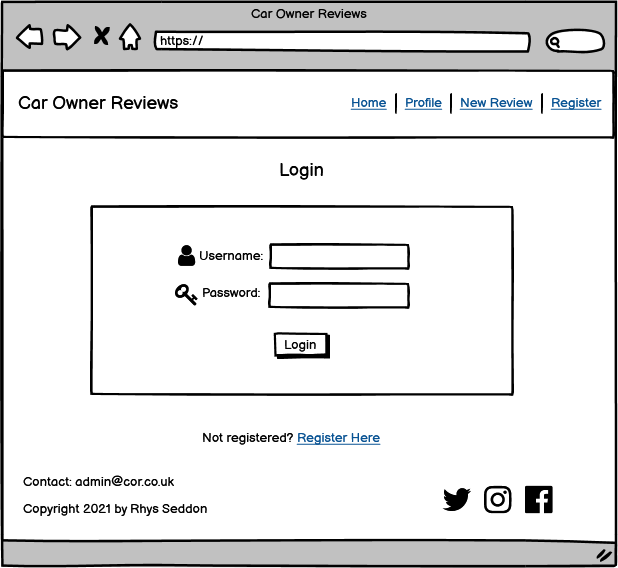 Car Owner Reviews
https://
Car Owner Reviews Home Profile New Review Register
Login
Username:
Password:
Login
Not registered? Register Here
Contact: admin@cor.co.uk
Copyright 2021 by Rhys Seddon